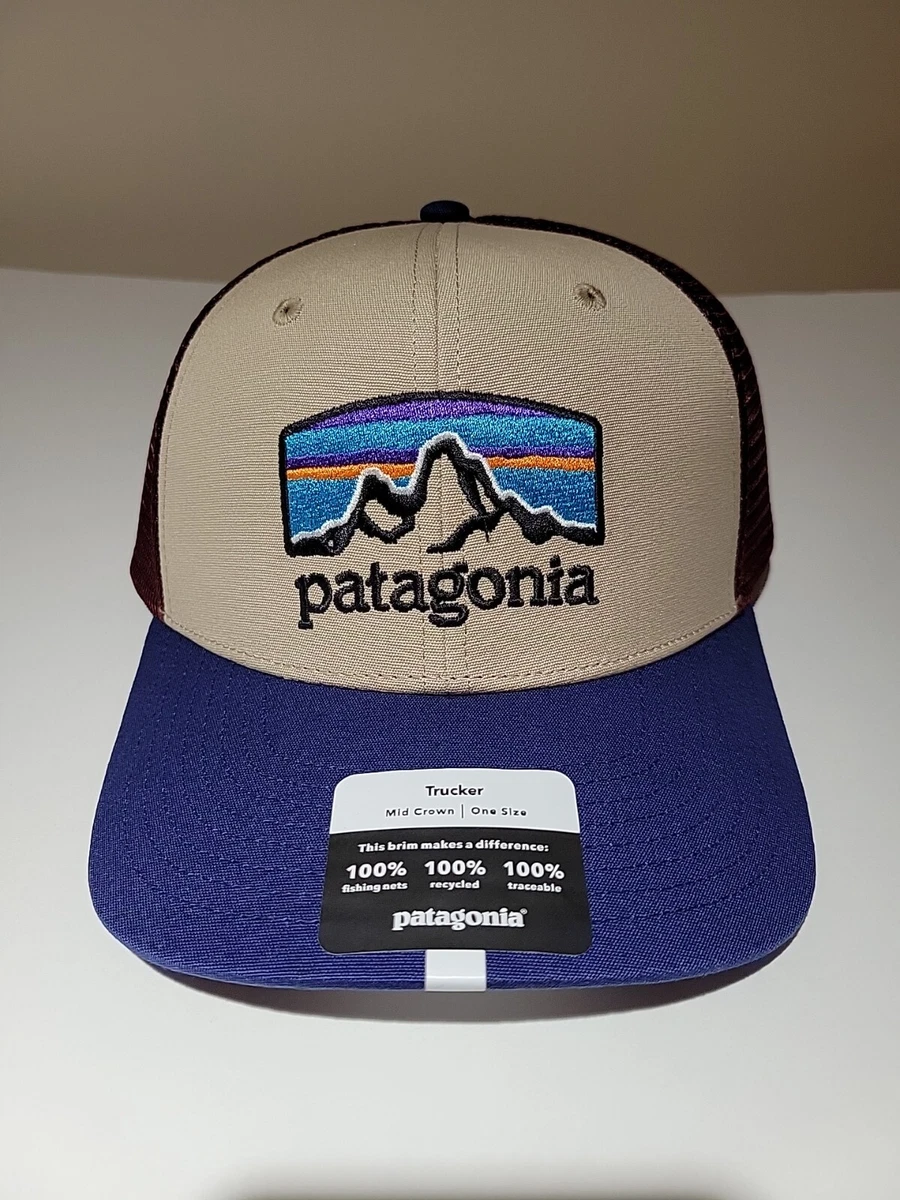 patagonia
Trucker
Mid Crown | One Size
This brim makes a difference:
100% 100% 100%
fishing nets recycled traceable
patagonia®